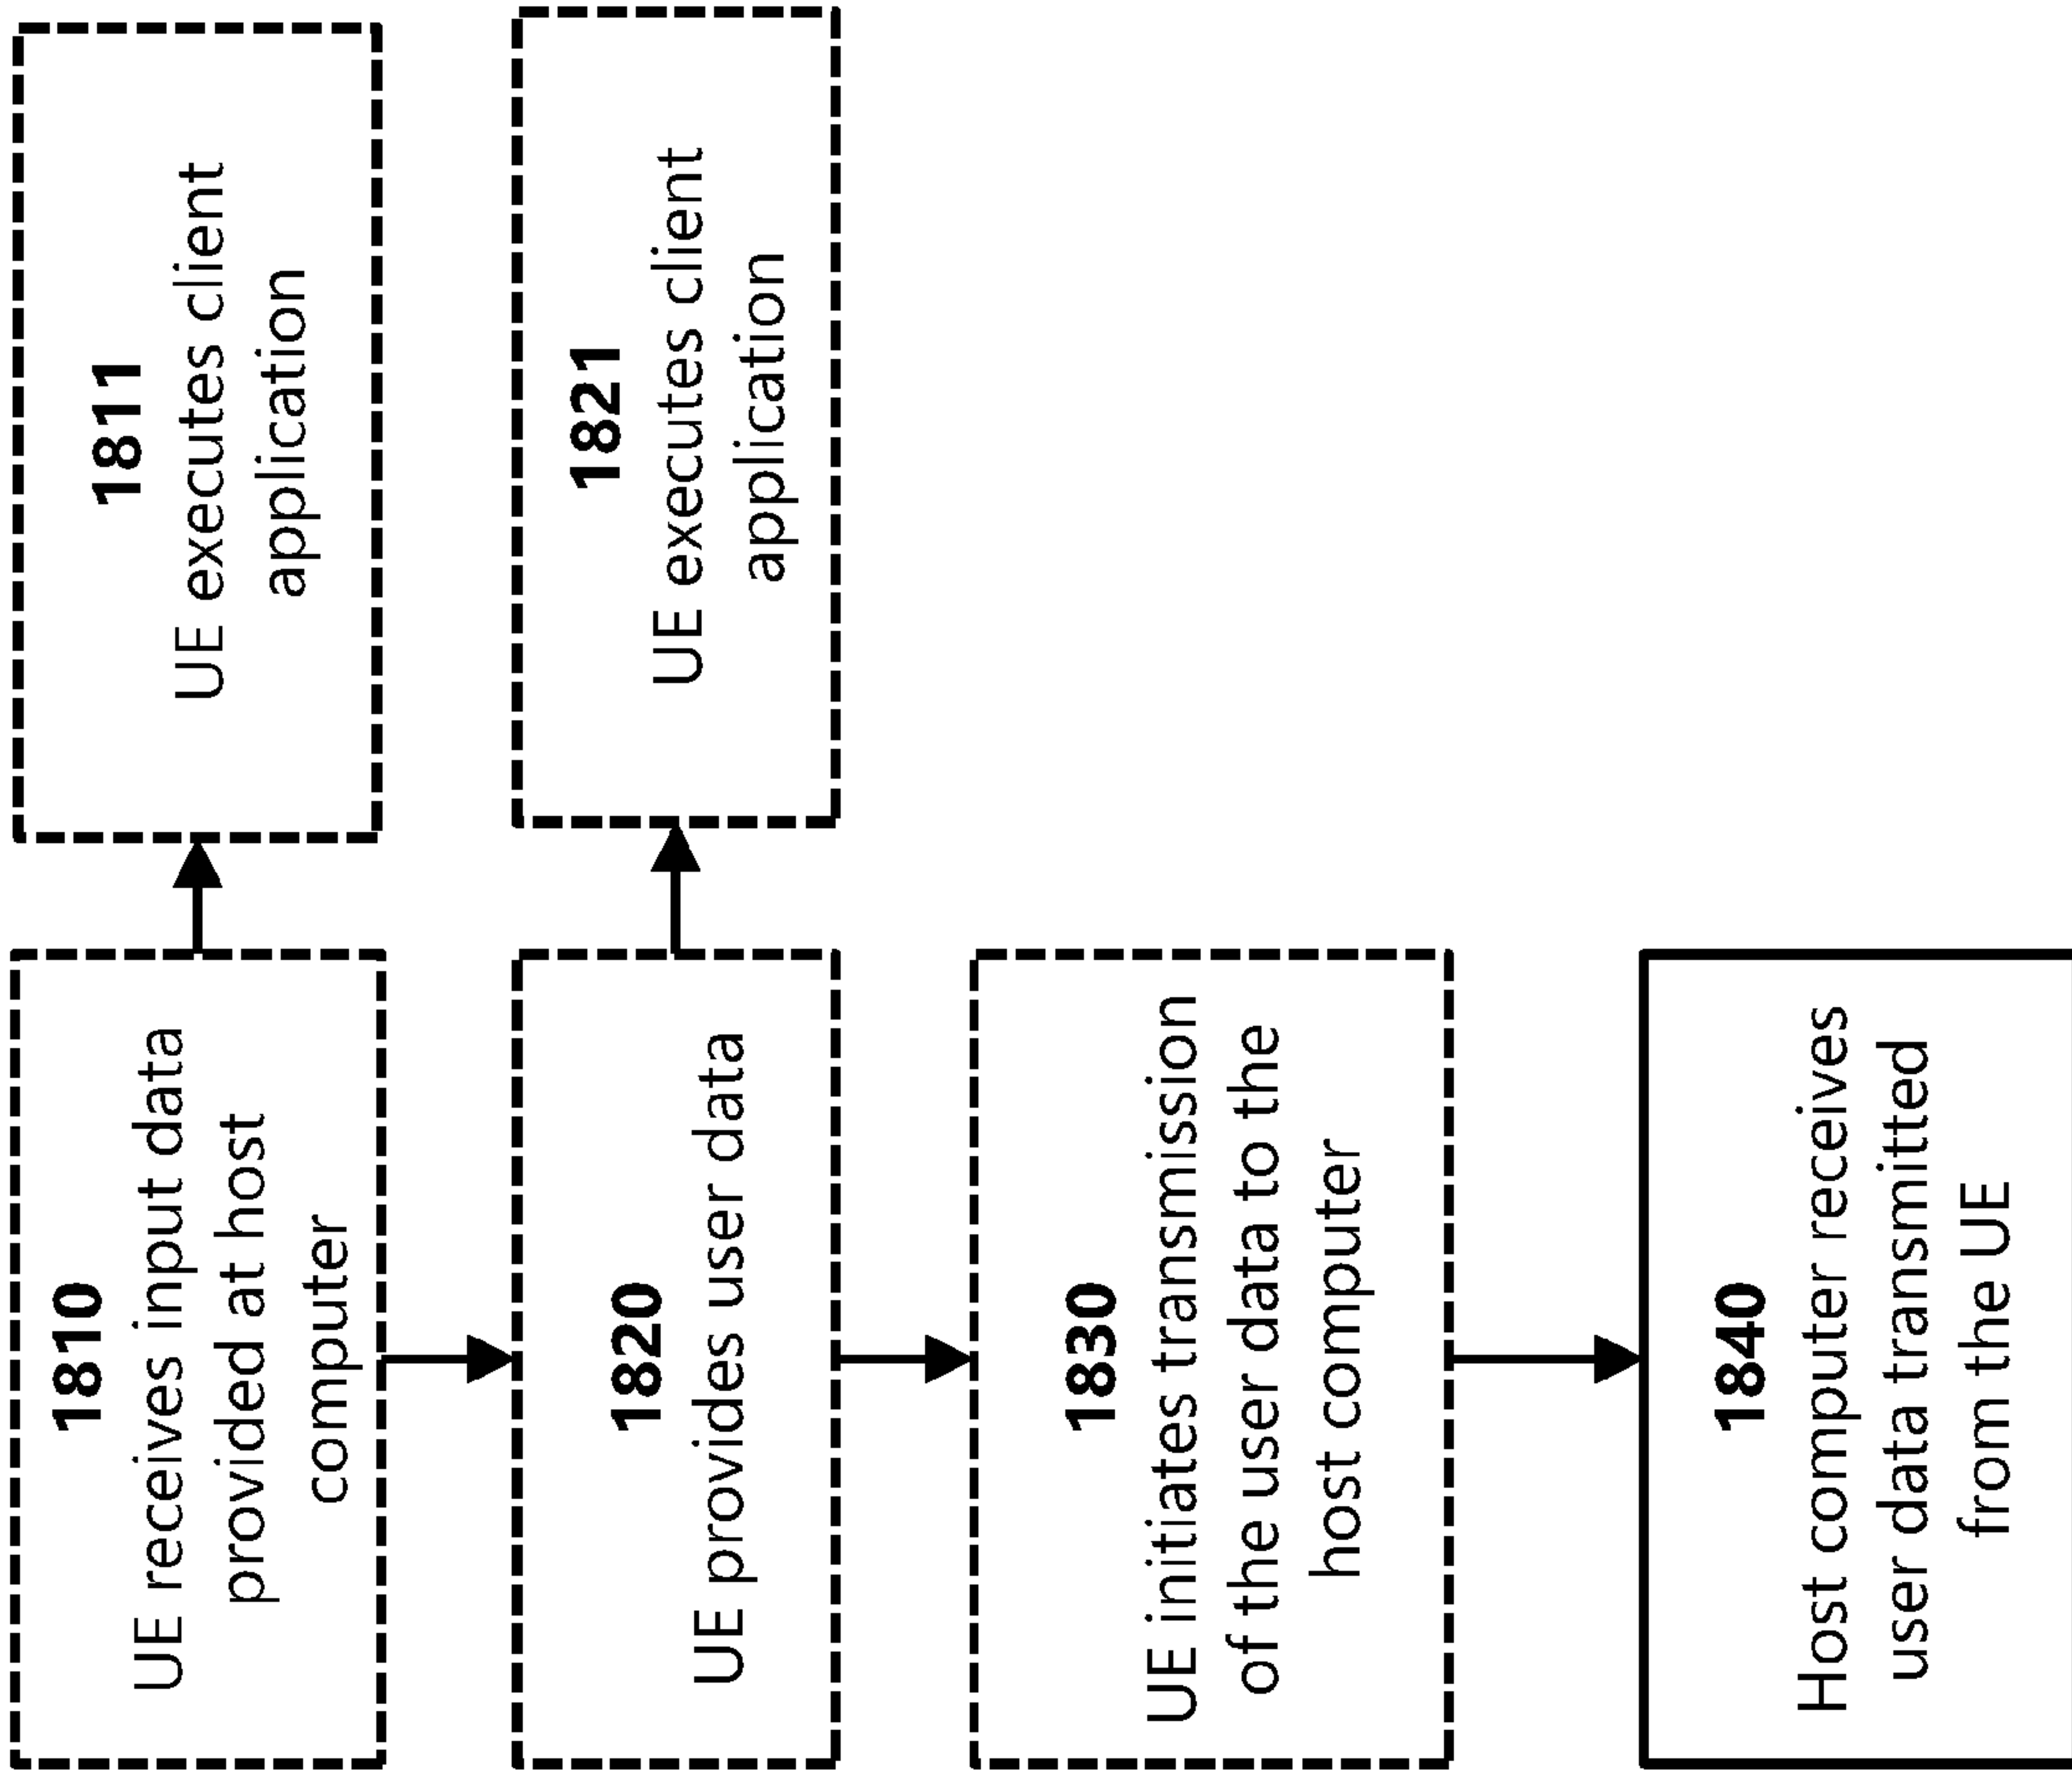 1810
UE receives input data
provided at host
computer
1811
UE executes client
application
1820
UE provides user data
1821
UE executes client
application
1830
UE initiates transmission
of the user data to the
host computer
1840
Host computer receives
user data transmitted
from the UE